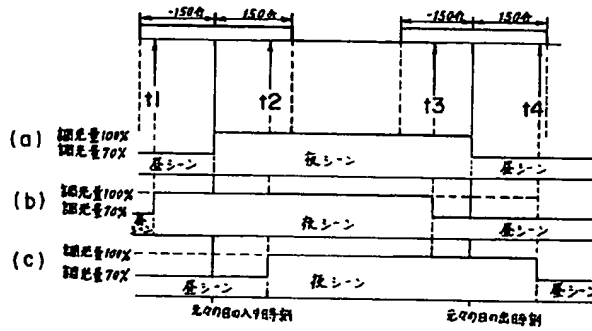 -150分 150分 -150分 150分
t1 t2 t3 t4
(a) 調光量100%
調光量70%
昼シーン 夜シーン 昼シーン
(b) 調光量100%
調光量70%
昼シーン 夜シーン 昼シーン
(c) 調光量100%
調光量70%
昼シーン 夜シーン 昼シーン
元々の日の入り時刻 元々の日の出時刻